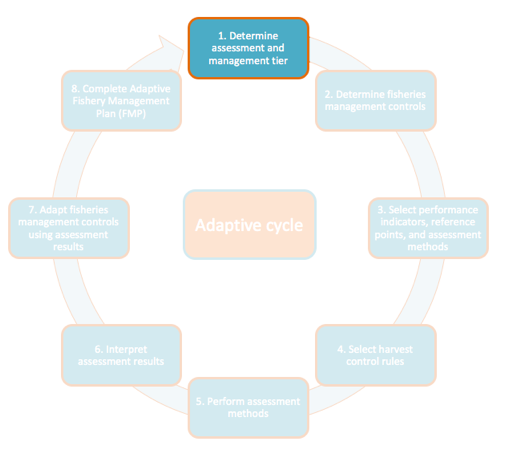 1. Determine
assessment and
management tier
2. Determine fisheries
management controls
3. Select performance
indicators, reference
points, and assessment
methods
4. Select harvest
control rules
5. Perform assessment
methods
6. Interpret
assessment results
7. Adapt fisheries
management controls
using assessment
results
8. Complete Adaptive
Fishery Management
Plan (FMP)
Adaptive cycle